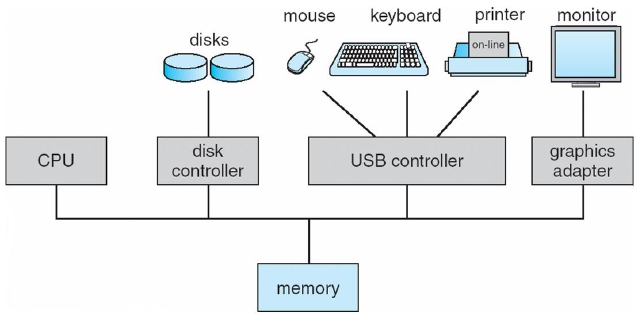 mouse
keyboard
printer
monitor
disks
on-line
CPU
disk
controller
USB controller
graphics
adapter
memory